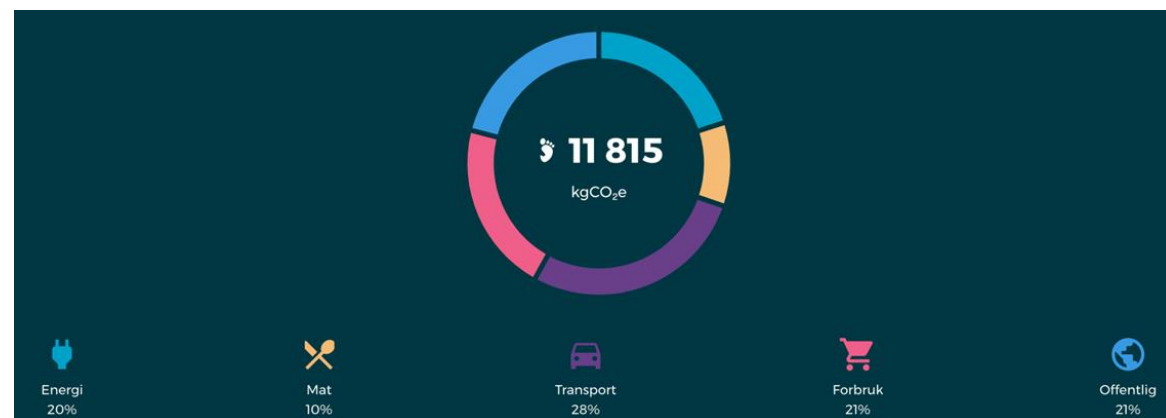 11 815
kgCO₂e
Energi
20%
Mat
10%
Transport
28%
Forbruk
21%
Offentlig
21%